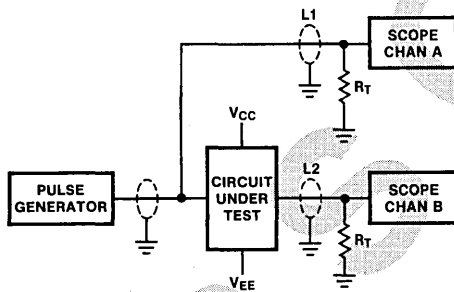 L1
SCOPE
CHAN A
RT
VCC
PULSE
GENERATOR
CIRCUIT
UNDER
TEST
L2
SCOPE
CHAN B
RT
VEE